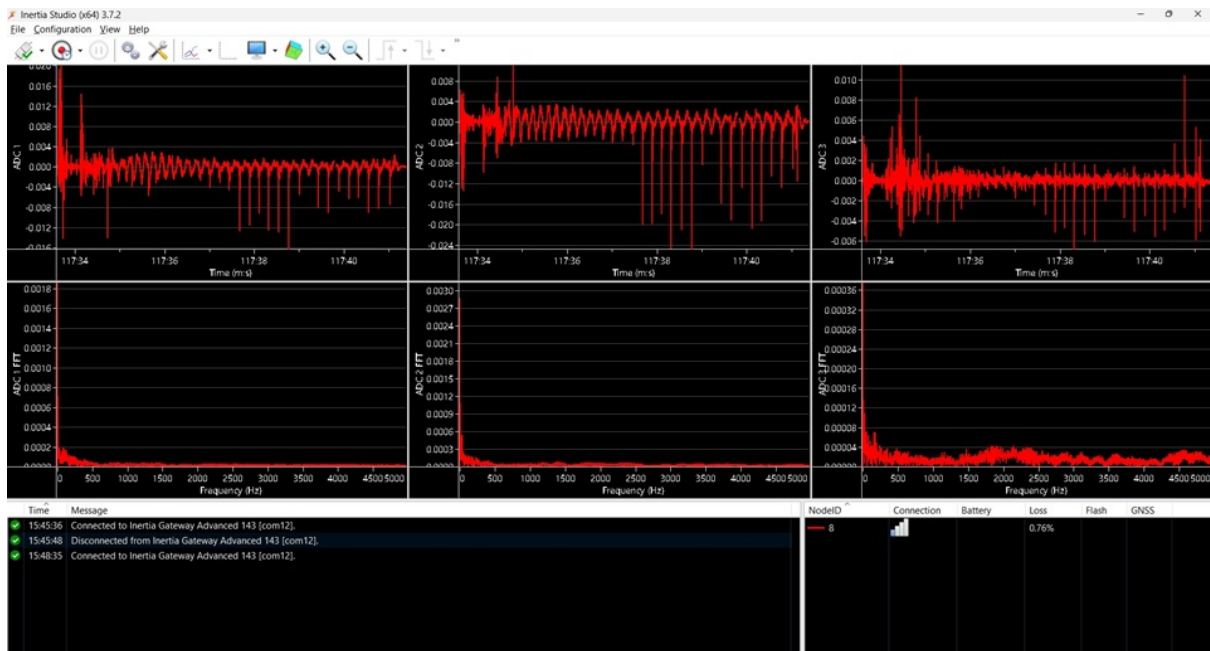 Inertia Studio (x64) 3.7.2
File Configuration View Help
0.020
0.016
0.012
0.008
0.004
0.000
-0.004
-0.008
-0.012
-0.016
ADC 1
117:34 117:36 117:38 117:40
Time (m:s)
0.008
0.004
0.000
-0.004
-0.008
-0.012
-0.016
-0.020
-0.024
ADC 2
117:34 117:36 117:38 117:40
Time (m:s)
0.010
0.008
0.006
0.004
0.002
0.000
-0.002
-0.004
-0.006
ADC 3
117:34 117:36 117:38 117:40
Time (m:s)
0.0018
0.0016
0.0014
0.0012
0.0010
0.0008
0.0006
0.0004
0.0002
0.0000
ADC 1 FFT
0 500 1000 1500 2000 2500 3000 3500 4000 4500 5000
Frequency (Hz)
0.0030
0.0027
0.0024
0.0021
0.0018
0.0015
0.0012
0.0009
0.0006
0.0003
0.0000
ADC 2 FFT
0 500 1000 1500 2000 2500 3000 3500 4000 4500 5000
Frequency (Hz)
0.00036
0.00032
0.00028
0.00024
0.00020
0.00016
0.00012
0.00008
0.00004
0.00000
ADC 3 FFT
0 500 1000 1500 2000 2500 3000 3500 4000 4500 5000
Frequency (Hz)
Time Message
15:45:36 Connected to Inertia Gateway Advanced 143 [com12].
15:45:48 Disconnected from Inertia Gateway Advanced 143 [com12].
15:48:35 Connected to Inertia Gateway Advanced 143 [com12].
NodeID Connection Battery Loss Flash GNSS
8 0.76%